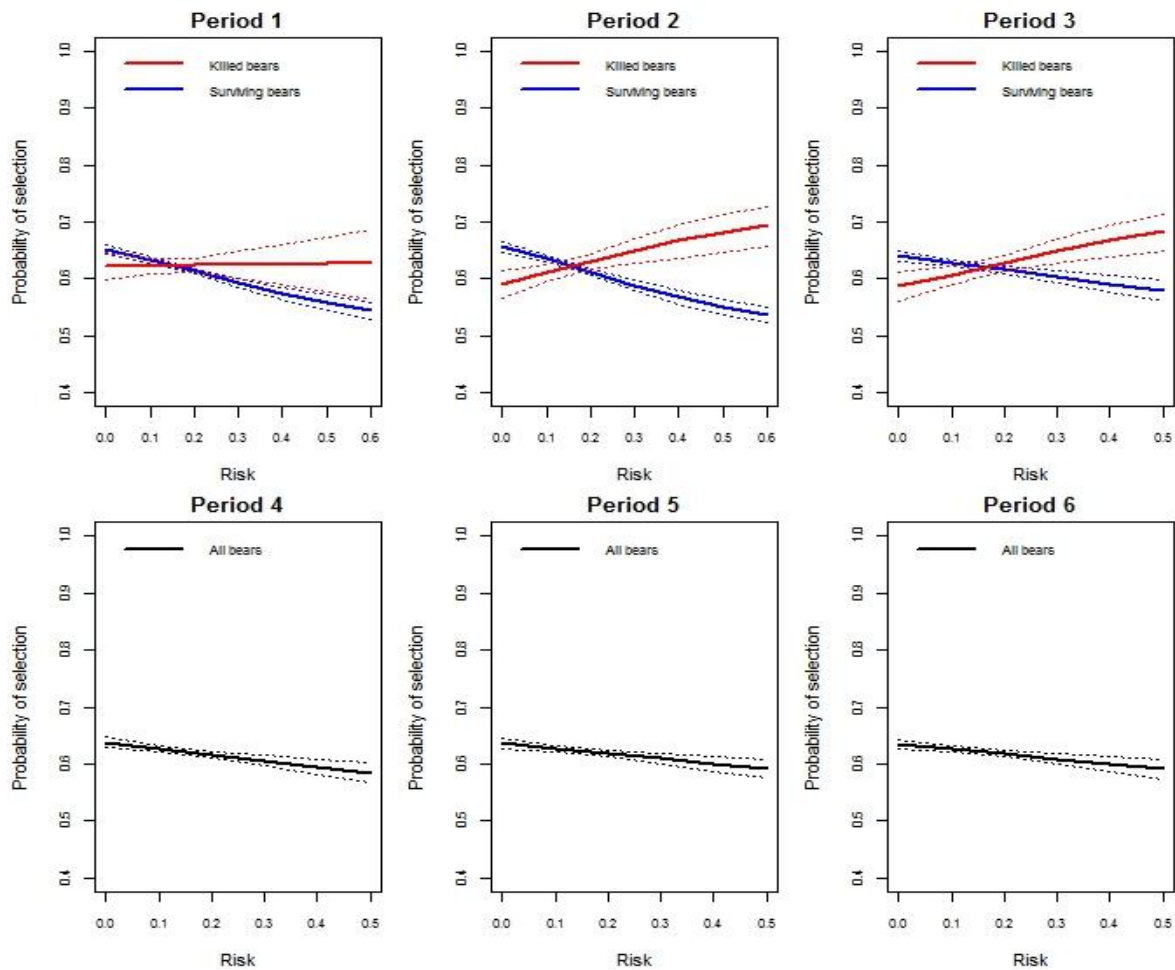 Period 1
Killed bears
Surviving bears
Probability of selection
1.0
0.9
0.8
0.7
0.6
0.5
0.4
0.0 0.1 0.2 0.3 0.4 0.5 0.6
Risk
Period 2
Killed bears
Surviving bears
Probability of selection
1.0
0.9
0.8
0.7
0.6
0.5
0.4
0.0 0.1 0.2 0.3 0.4 0.5 0.6
Risk
Period 3
Killed bears
Surviving bears
Probability of selection
1.0
0.9
0.8
0.7
0.6
0.5
0.4
0.0 0.1 0.2 0.3 0.4 0.5
Risk
Period 4
All bears
Probability of selection
1.0
0.9
0.8
0.7
0.6
0.5
0.4
0.0 0.1 0.2 0.3 0.4 0.5
Risk
Period 5
All bears
Probability of selection
1.0
0.9
0.8
0.7
0.6
0.5
0.4
0.0 0.1 0.2 0.3 0.4 0.5
Risk
Period 6
All bears
Probability of selection
1.0
0.9
0.8
0.7
0.6
0.5
0.4
0.0 0.1 0.2 0.3 0.4 0.5
Risk